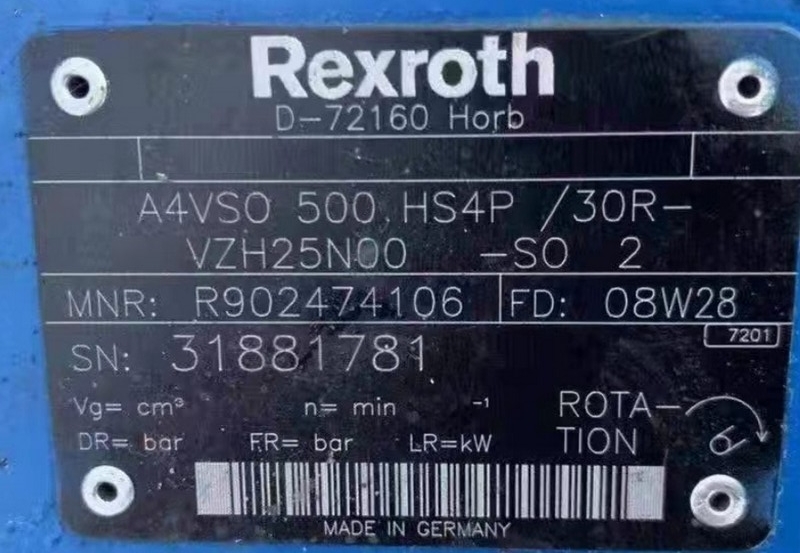 Rexroth
D-72160 Horb
A4VSO 500 HS4P /30R-
VZH25N00 -SO 2
MNR: R902474106 FD: 08W28
7201
SN: 31881781
Vg= cm³ n= min -1 ROTA-
DR= bar FR= bar LR=kW TION
MADE IN GERMANY